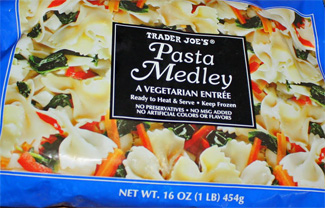 TRADER JOE'S®
Pasta
Medley
A VEGETARIAN ENTRÉE
Ready to Heat & Serve • Keep Frozen
NO PRESERVATIVES • NO MSG ADDED
NO ARTIFICIAL COLORS OR FLAVORS
NET WT. 16 OZ (1 LB) 454g